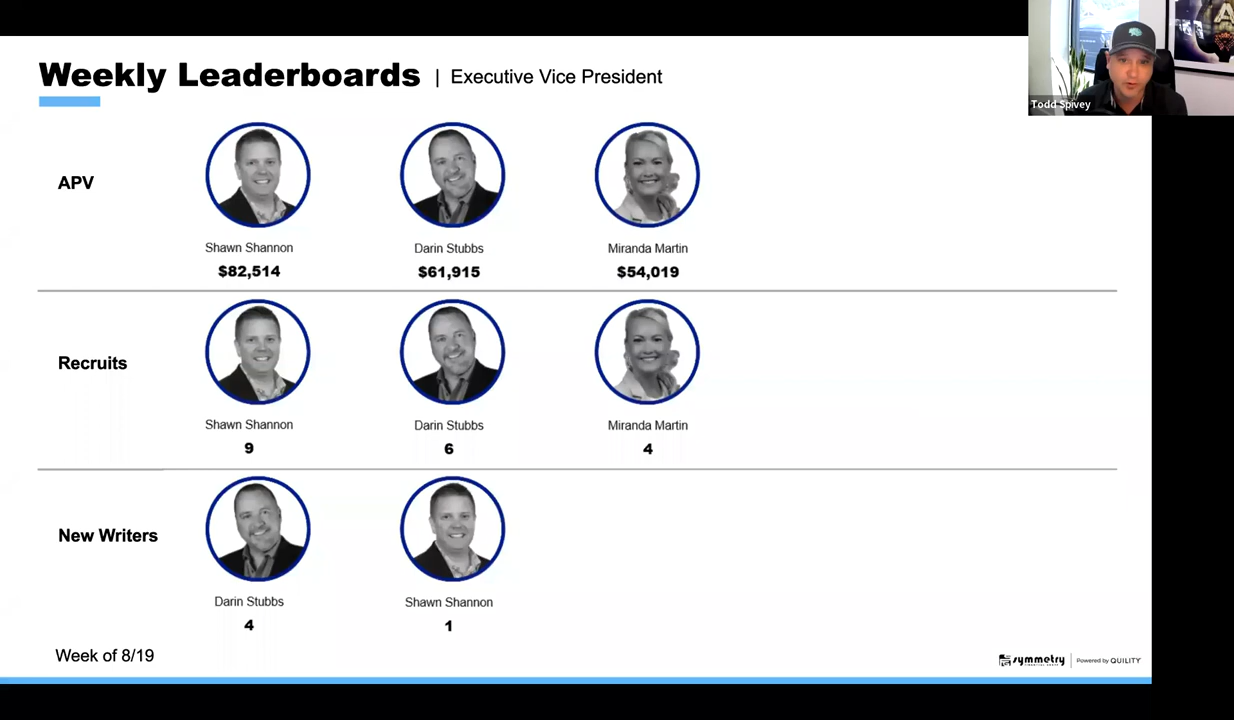 Weekly Leaderboards | Executive Vice President
Todd Spivey
APV
Shawn Shannon
$82,514
Darin Stubbs
$61,915
Miranda Martin
$54,019
Recruits
Shawn Shannon
9
Darin Stubbs
6
Miranda Martin
4
New Writers
Darin Stubbs
4
Shawn Shannon
1
Week of 8/19
symmetry
FINANCIAL GROUP
Powered by QUILITY